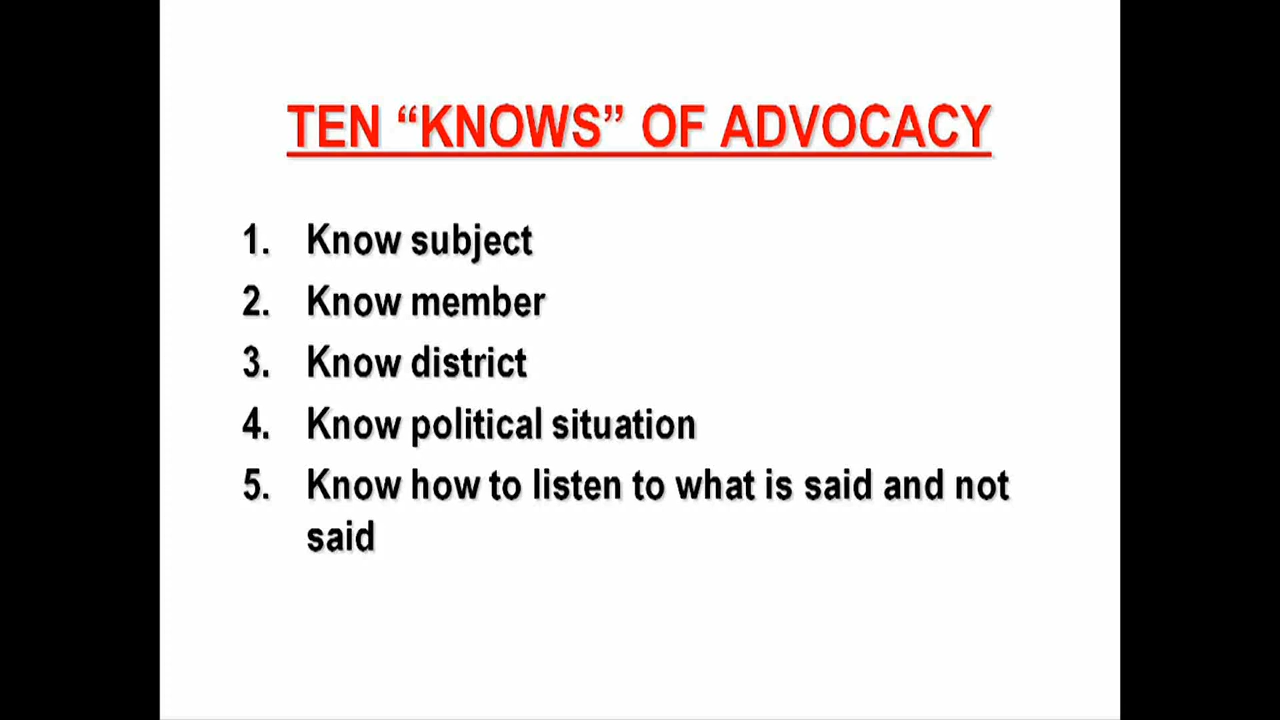 TEN “KNOWS” OF ADVOCACY
1. Know subject
2. Know member
3. Know district
4. Know political situation
5. Know how to listen to what is said and not
said